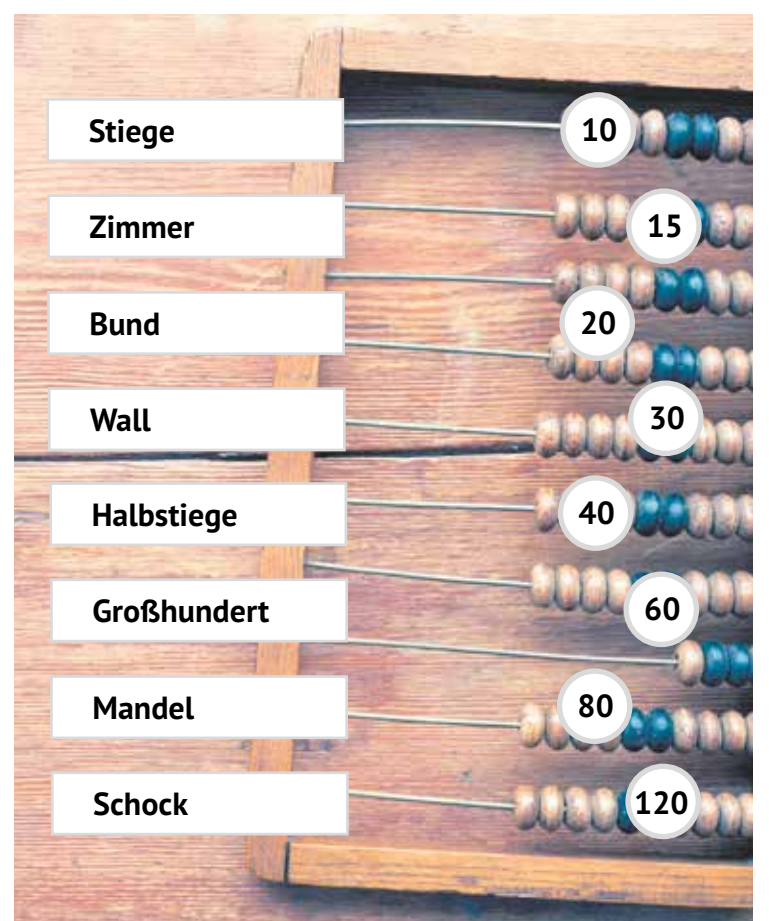 Stiege
10
Zimmer
15
Bund
20
Wall
30
Halbstiege
40
Großhundert
60
Mandel
80
Schock
120